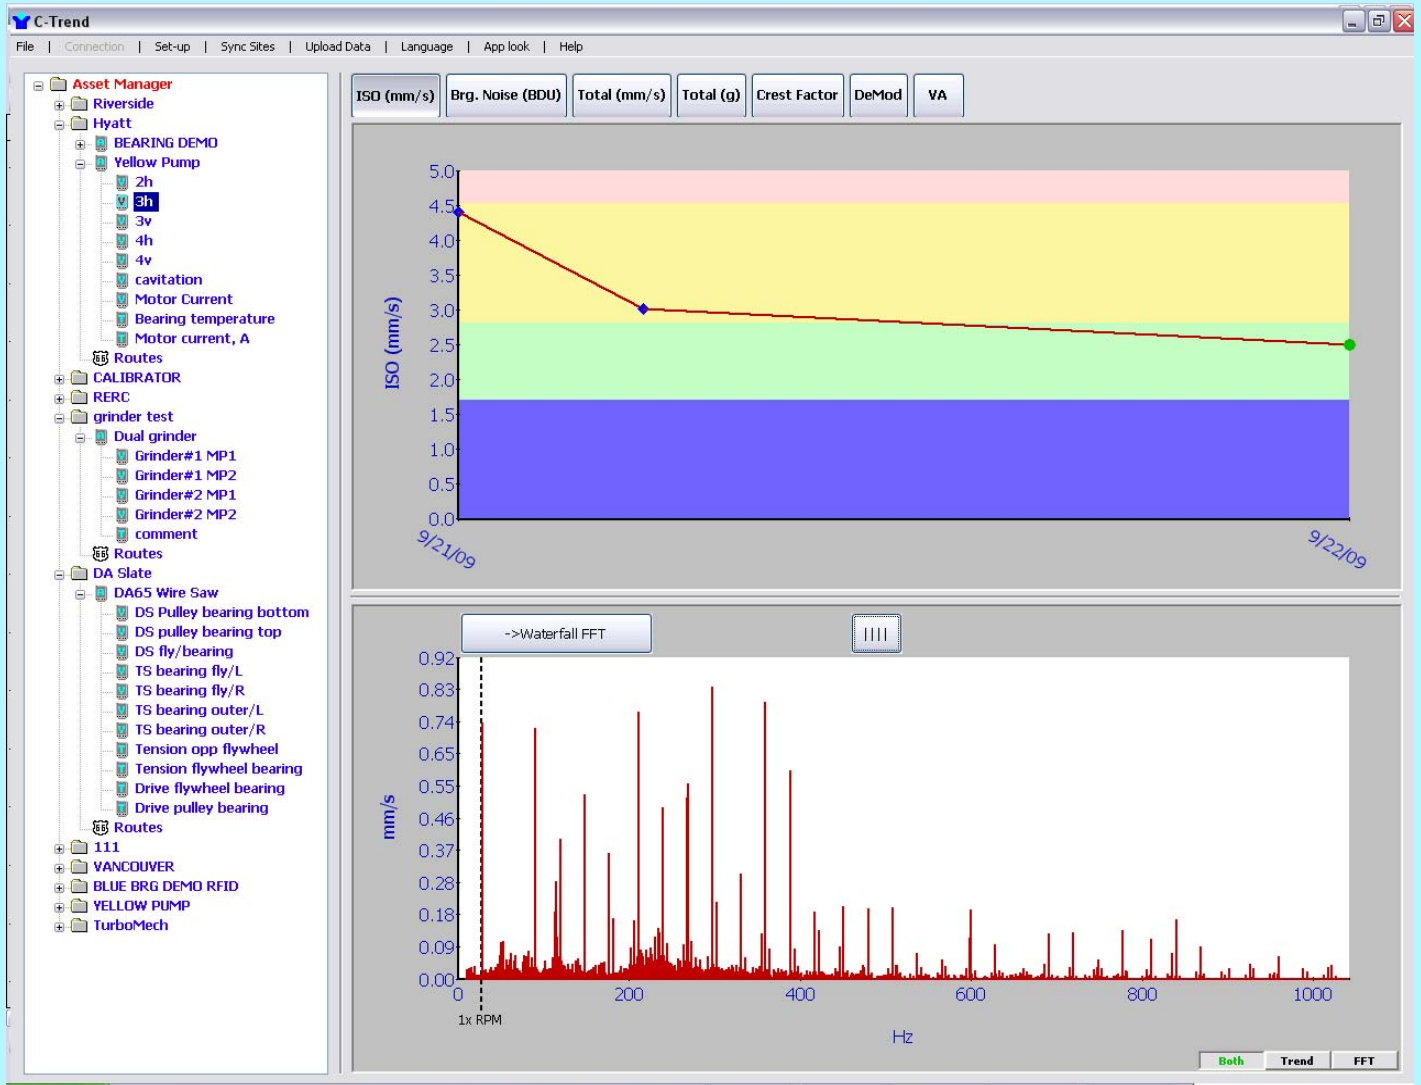 C-Trend
File | Connection | Set-up | Sync Sites | Upload Data | Language | App look | Help
Asset Manager
Riverside
Hyatt
BEARING DEMO
Yellow Pump
2h
3h
3v
4h
4v
cavitation
Motor Current
Bearing temperature
Motor current, A
Routes
CALIBRATOR
RERC
grinder test
Dual grinder
Grinder#1 MP1
Grinder#1 MP2
Grinder#2 MP1
Grinder#2 MP2
comment
Routes
DA Slate
DA65 Wire Saw
DS Pulley bearing bottom
DS pulley bearing top
DS fly/bearing
TS bearing fly/L
TS bearing fly/R
TS bearing outer/L
TS bearing outer/R
Tension opp flywheel
Tension flywheel bearing
Drive flywheel bearing
Drive pulley bearing
Routes
111
VANCOUVER
BLUE BRG DEMO RFID
YELLOW PUMP
TurboMech
ISO (mm/s) Brg. Noise (BDU) Total (mm/s) Total (g) Crest Factor DeMod VA
5.0
4.5
4.0
3.5
3.0
2.5
2.0
1.5
1.0
0.5
0.0
ISO (mm/s)
9/21/09 9/22/09
->Waterfall FFT ||||
0.92
0.83
0.74
0.65
0.55
0.46
0.37
0.28
0.18
0.09
0.00
mm/s
0 200 400 600 800 1000
1x RPM
Hz
Both Trend FFT